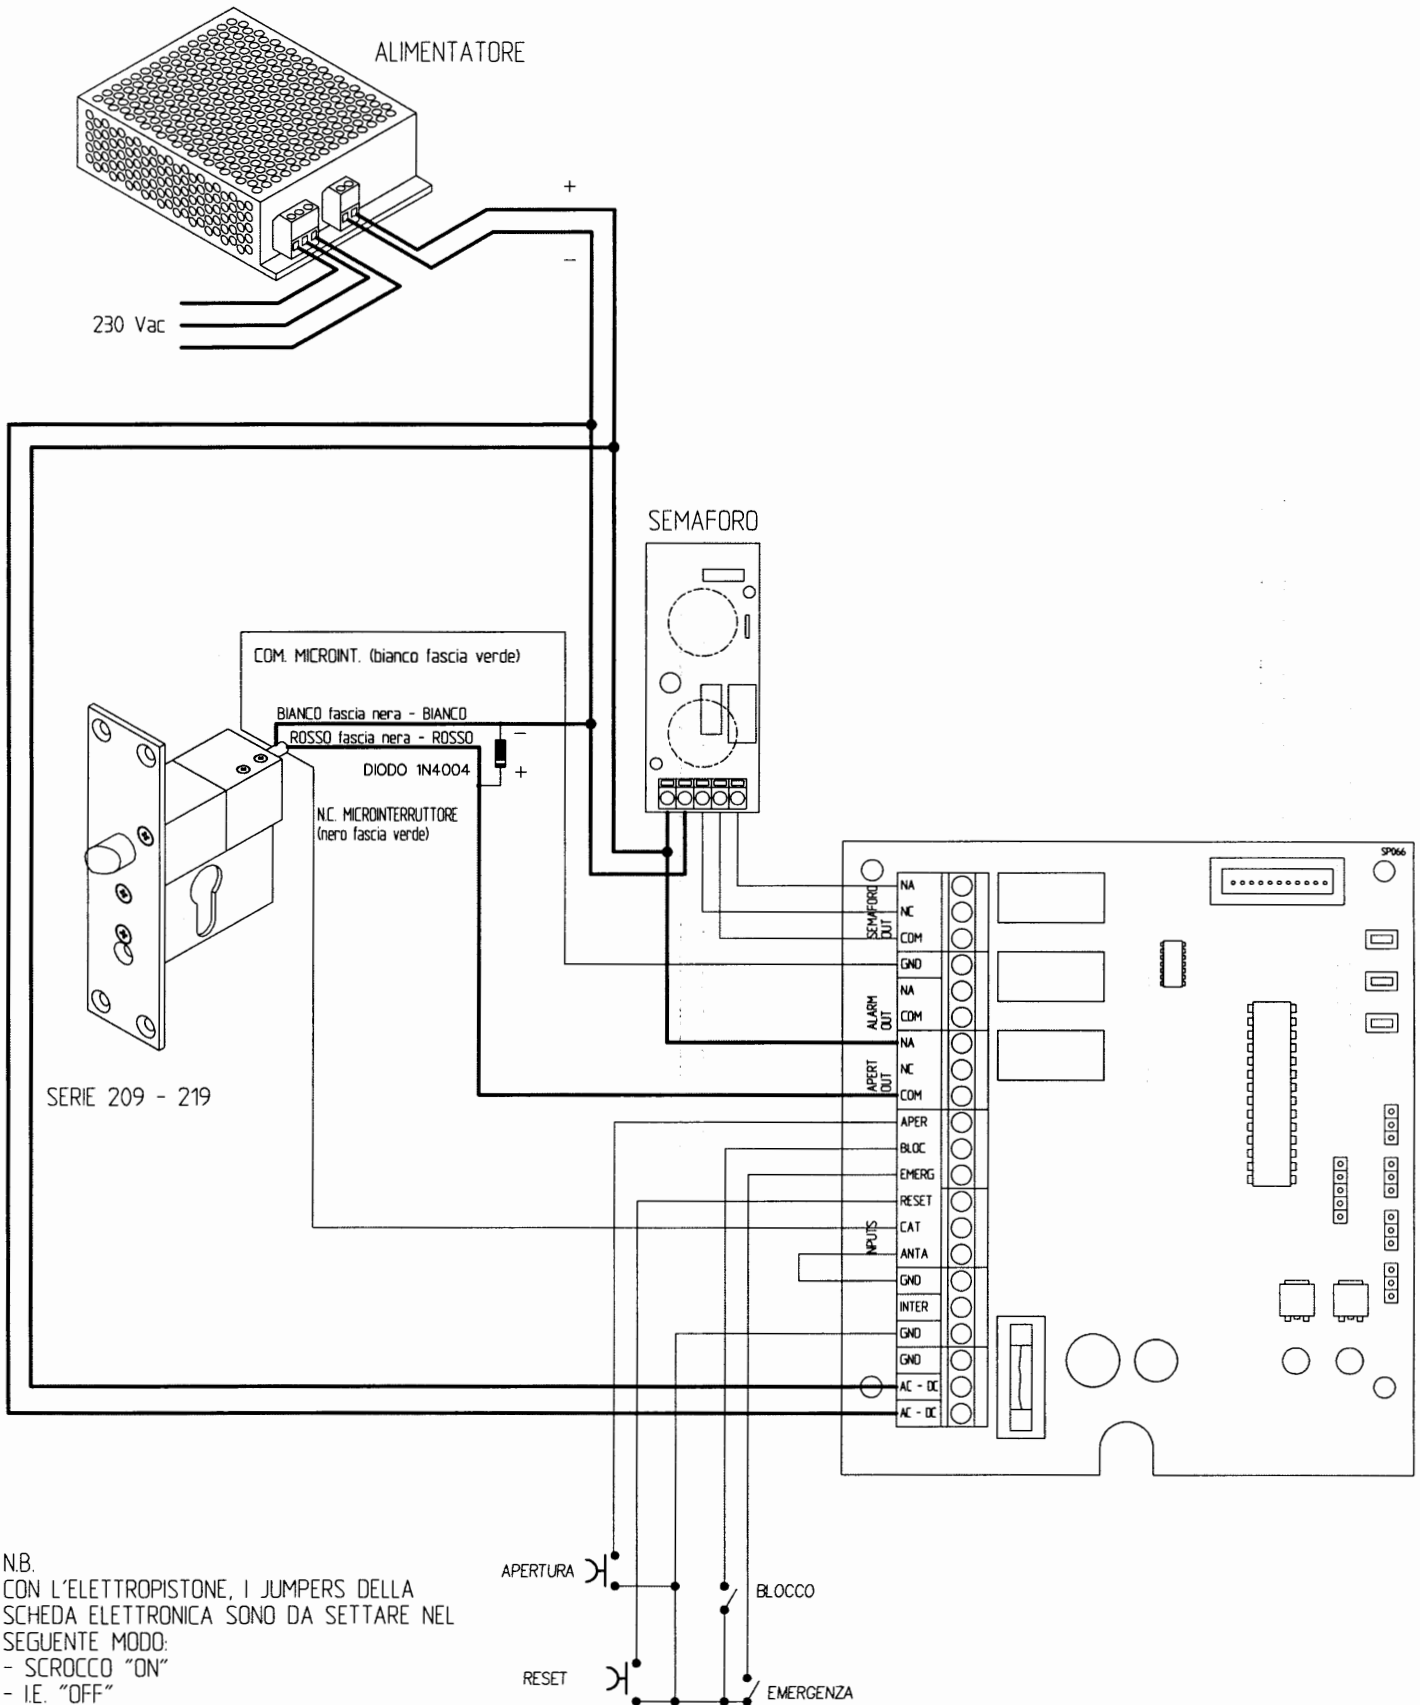 ALIMENTATORE
+
-
230 Vac
SEMAFORO
COM. MICROINT. (bianco fascia verde)
BIANCO fascia nera - BIANCO
ROSSO fascia nera - ROSSO
-
DIODO 1N4004
+
N.C. MICROINTERRUTTORE
(nero fascia verde)
SERIE 209 - 219
SP066
SEMAFORO
OUT
NA
NC
COM
GND
ALARM
OUT
NA
COM
APERT
OUT
NA
NC
COM
INPUTS
APER
BLOC
EMERG
RESET
CAT
ANTA
GND
INTER
GND
GND
AC - DC
AC - DC
APERTURA
BLOCCO
RESET
EMERGENZA
N.B.
CON L'ELETTROPISTONE, I JUMPERS DELLA
SCHEDA ELETTRONICA SONO DA SETTARE NEL
SEGUENTE MODO:
- SCROCCO "ON"
- I.E. "OFF"